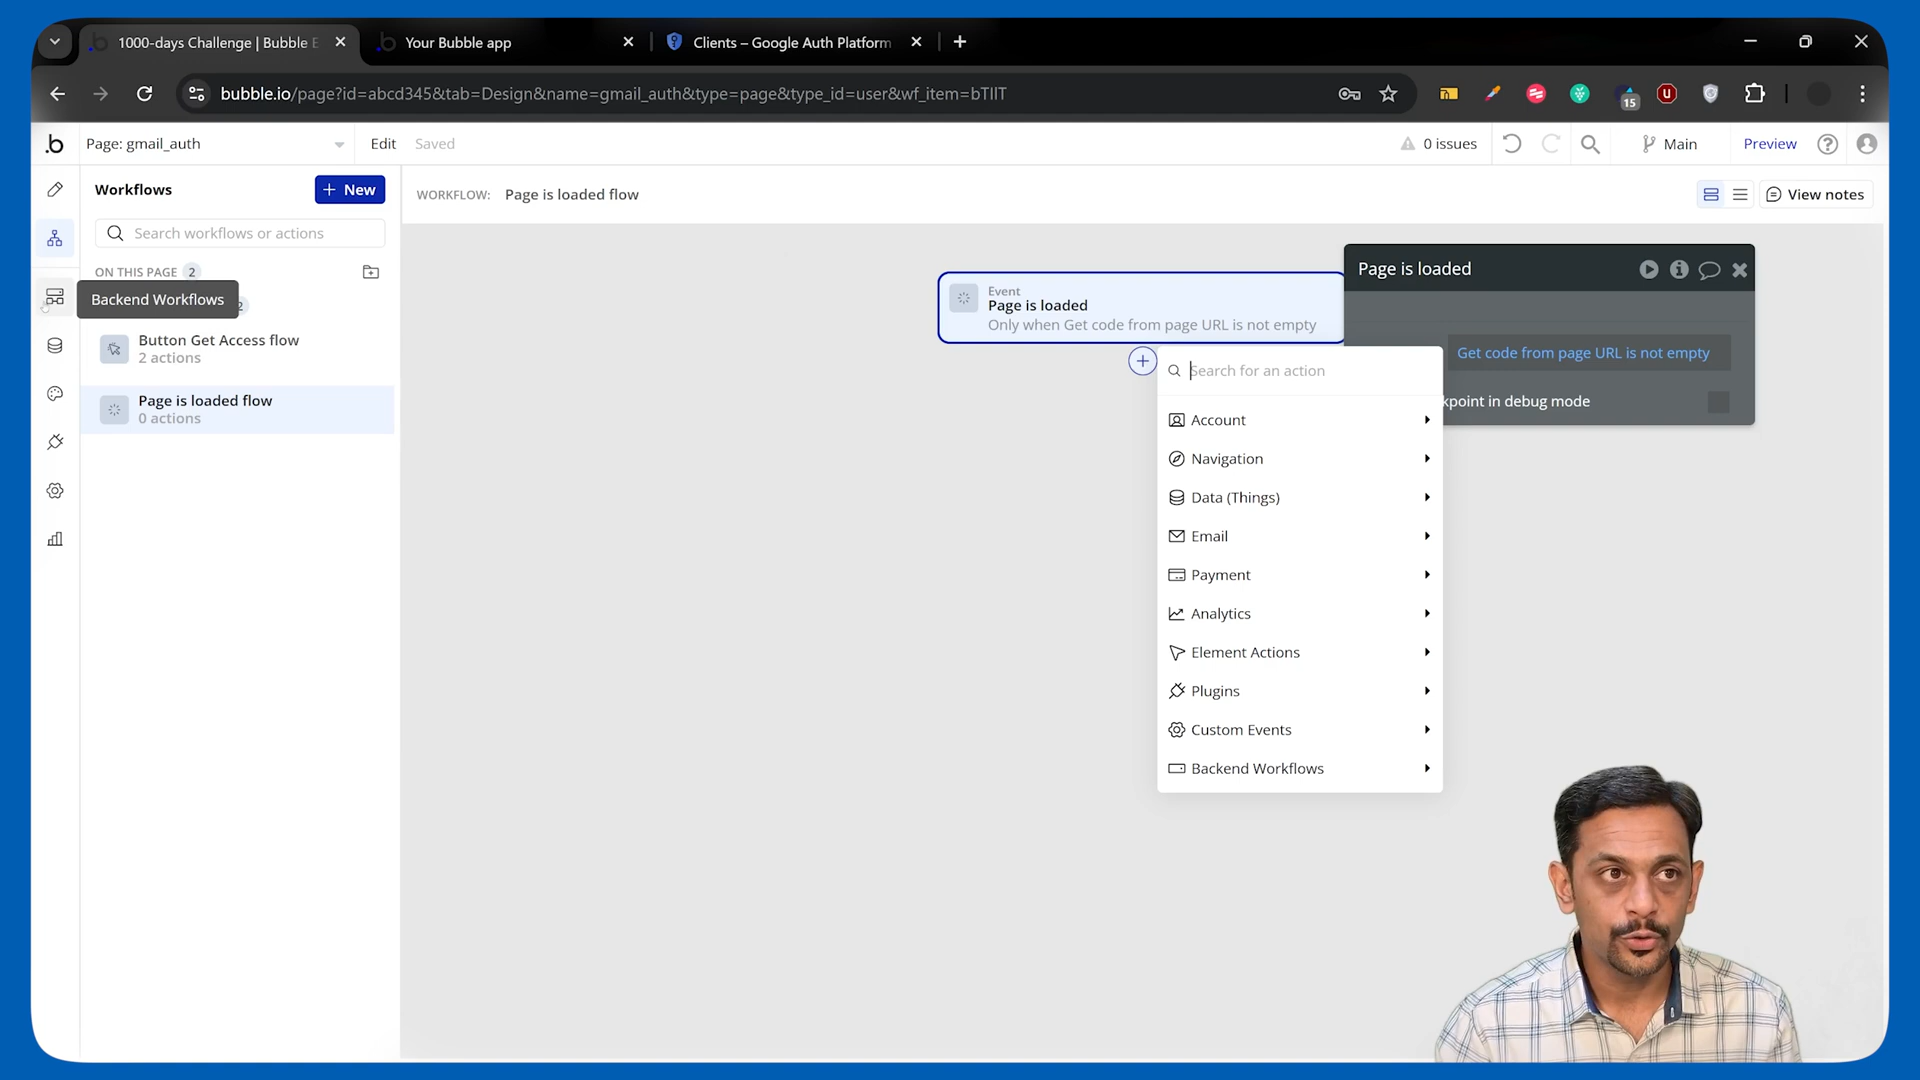 1000-days Challenge | Bubble E
Your Bubble app
Clients – Google Auth Platform
bubble.io/page?id=abcd345&tab=Design&name=gmail_auth&type=page&type_id=user&wf_item=bTIIT
15
Page: gmail_auth
Edit
Saved
0 issues
Main
Preview
Workflows
New
WORKFLOW:
Page is loaded flow
View notes
Search workflows or actions
ON THIS PAGE
2
Backend Workflows
2
Button Get Access flow
2 actions
Page is loaded flow
0 actions
Event
Page is loaded
Only when Get code from page URL is not empty
Page is loaded
Get code from page URL is not empty
kpoint in debug mode
Search for an action
Account
Navigation
Data (Things)
Email
Payment
Analytics
Element Actions
Plugins
Custom Events
Backend Workflows